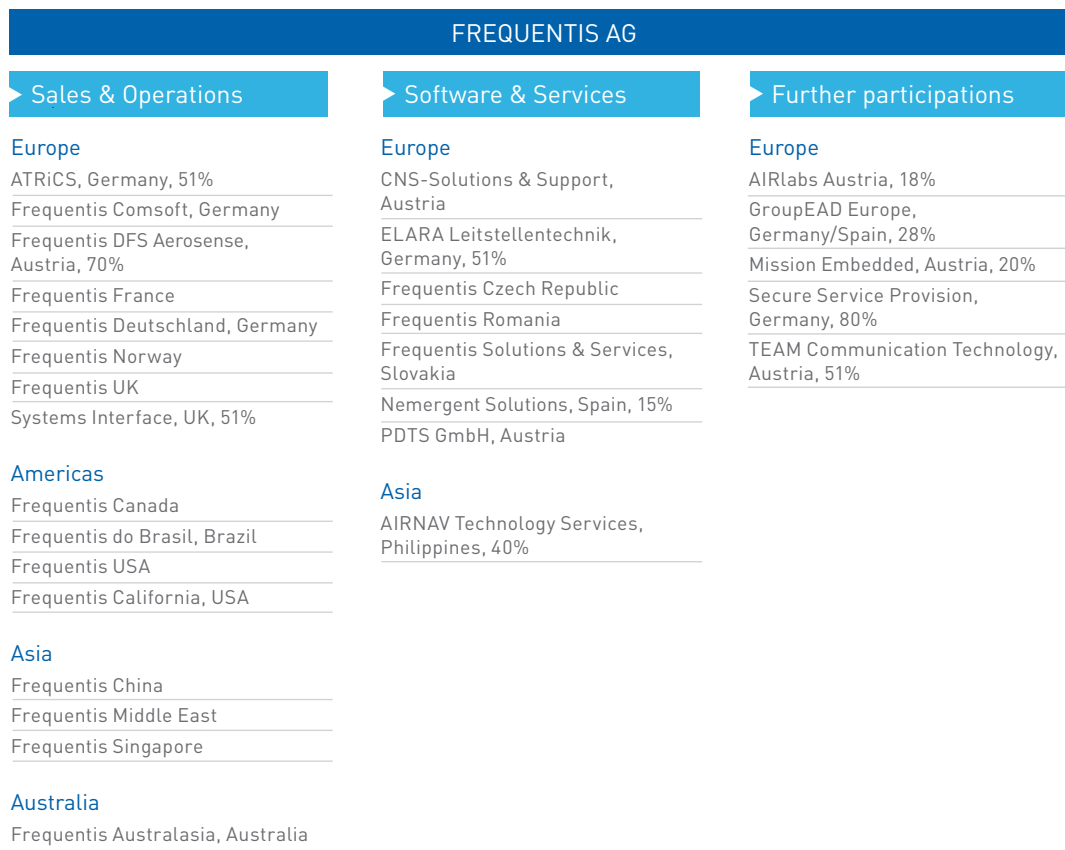 FREQUENTIS AG
Sales & Operations
Europe
ATRiCS, Germany, 51%
Frequentis Comsoft, Germany
Frequentis DFS Aerosense,
Austria, 70%
Frequentis France
Frequentis Deutschland, Germany
Frequentis Norway
Frequentis UK
Systems Interface, UK, 51%
Americas
Frequentis Canada
Frequentis do Brasil, Brazil
Frequentis USA
Frequentis California, USA
Asia
Frequentis China
Frequentis Middle East
Frequentis Singapore
Australia
Frequentis Australasia, Australia
Software & Services
Europe
CNS-Solutions & Support,
Austria
ELARA Leitstellentechnik,
Germany, 51%
Frequentis Czech Republic
Frequentis Romania
Frequentis Solutions & Services,
Slovakia
Nemergent Solutions, Spain, 15%
PDTS GmbH, Austria
Asia
AIRNAV Technology Services,
Philippines, 40%
Further participations
Europe
AIRlabs Austria, 18%
GroupEAD Europe,
Germany/Spain, 28%
Mission Embedded, Austria, 20%
Secure Service Provision,
Germany, 80%
TEAM Communication Technology,
Austria, 51%